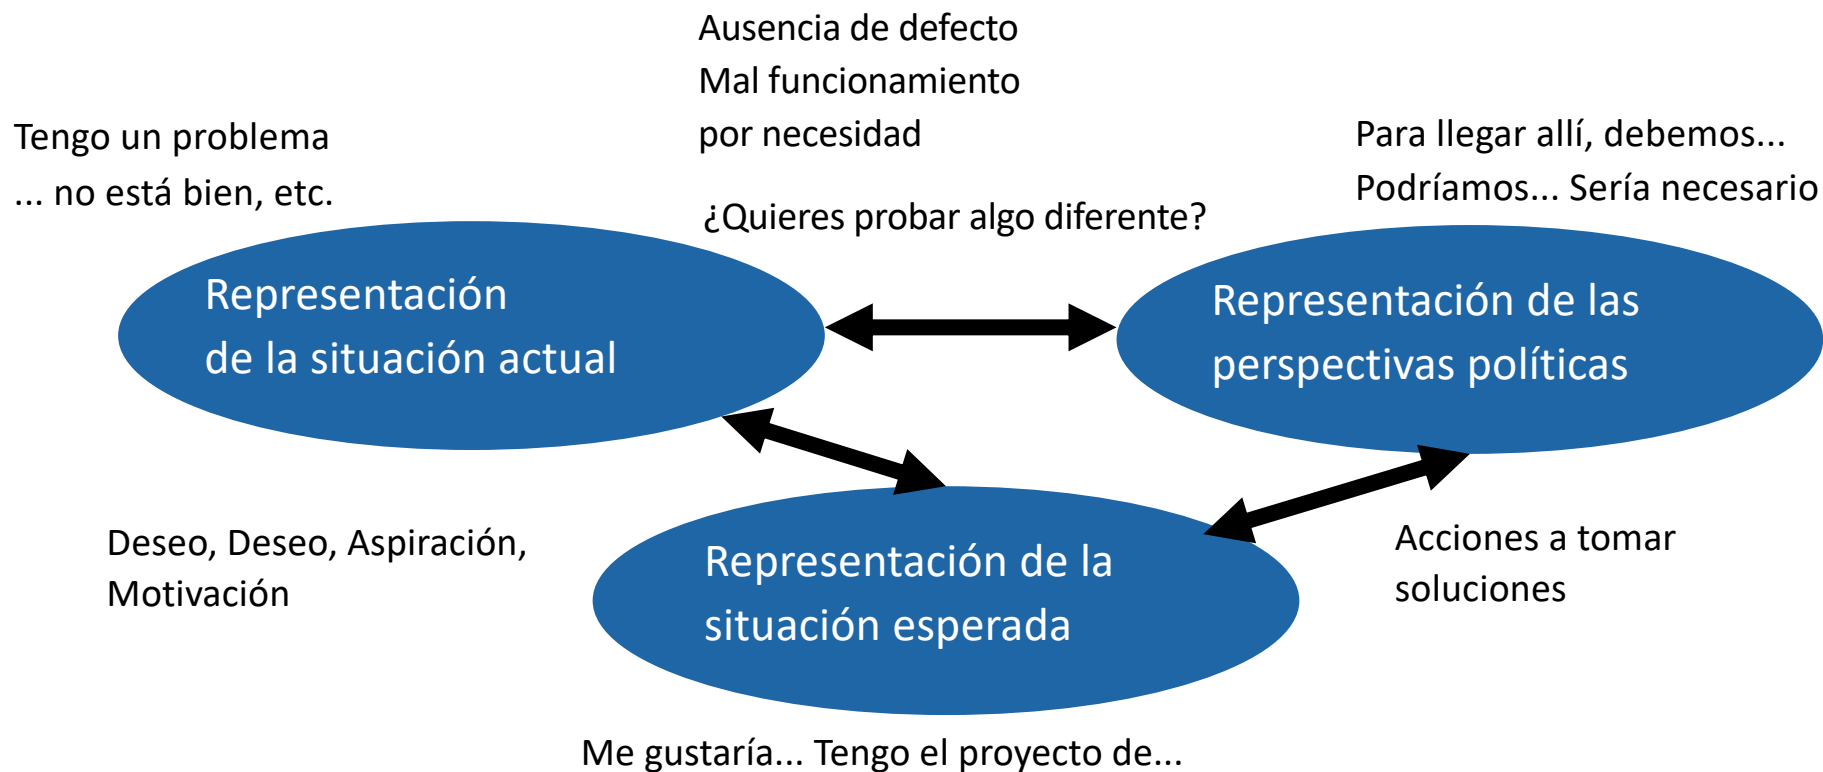 Ausencia de defecto
Mal funcionamiento
por necesidad
Tengo un problema
... no está bien, etc.
Para llegar allí, debemos...
Podríamos... Sería necesario
¿Quieres probar algo diferente?
Representación
de la situación actual
Representación de las
perspectivas políticas
Deseo, Deseo, Aspiración,
Motivación
Representación de la
situación esperada
Acciones a tomar
soluciones
Me gustaría... Tengo el proyecto de...